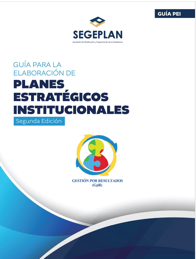 GUÍA PEI
SEGEPLAN
GUÍA PARA LA
ELABORACIÓN DE
PLANES
ESTRATÉGICOS
INSTITUCIONALES
Segunda Edición
GESTIÓN POR RESULTADOS
(GpR)